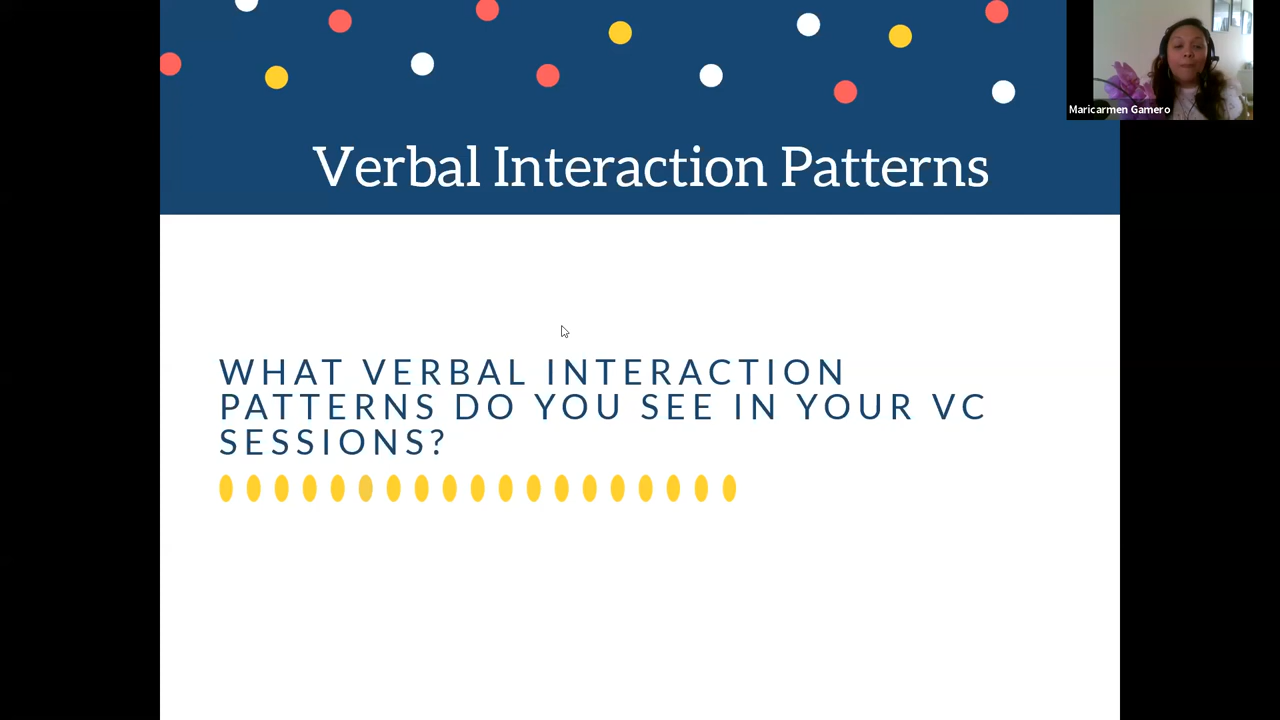 Verbal Interaction Patterns
Maricarmen Gamero
WHAT VERBAL INTERACTION
PATTERNS DO YOU SEE IN YOUR VC
SESSIONS?